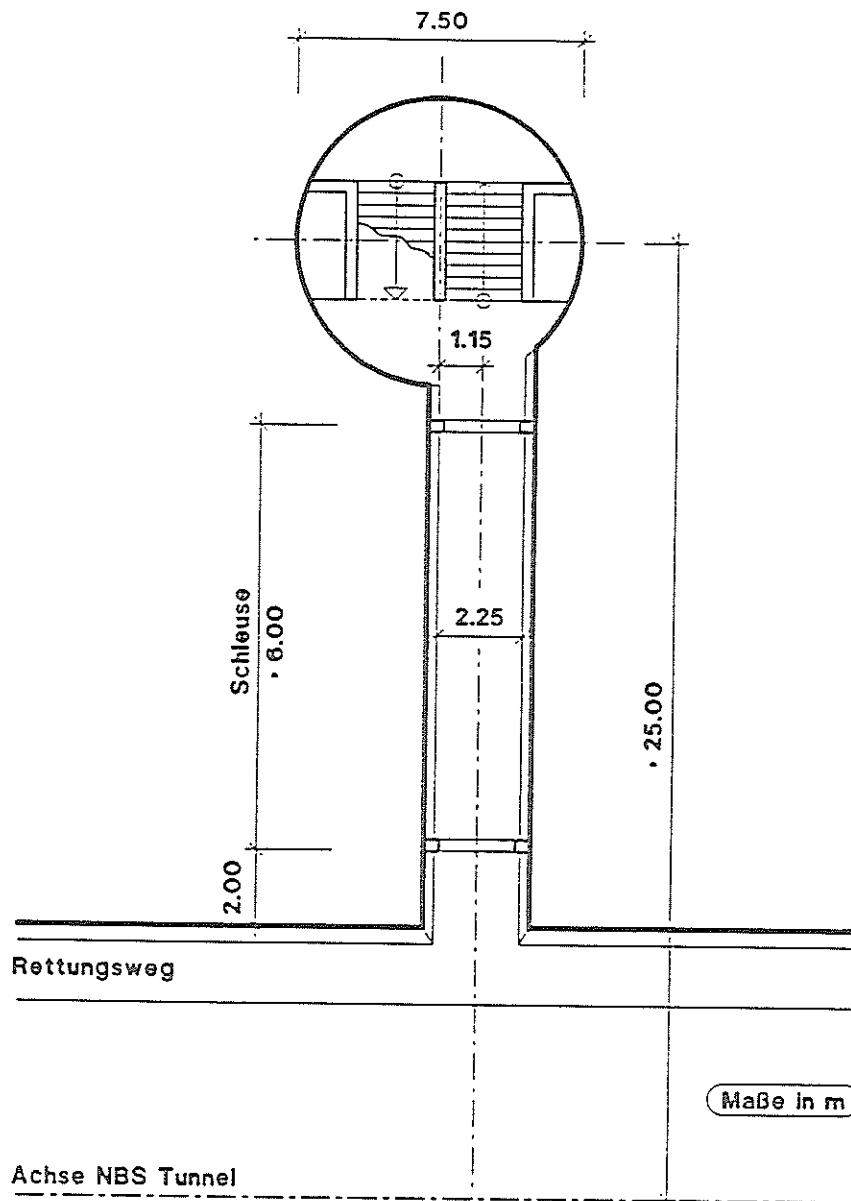 7.50
1.15
Schleuse
6.00
2.25
25.00
2.00
Rettungsweg
Maße in m
Achse NBS Tunnel